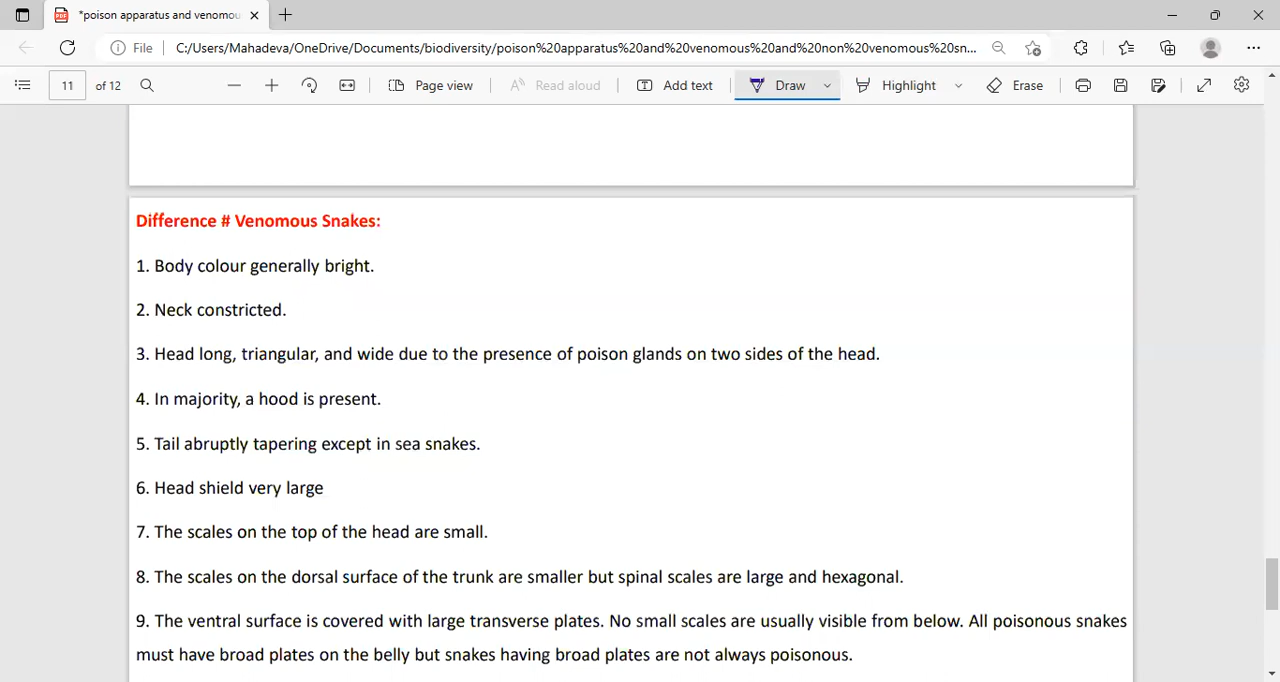 *poison apparatus and venomou
File
C:/Users/Mahadeva/OneDrive/Documents/biodiversity/poison%20apparatus%20and%20venomous%20and%20non%20venomous%20sn...
11 of 12
Page view
Read aloud
Add text
Draw
Highlight
Erase
Difference # Venomous Snakes:
1. Body colour generally bright.
2. Neck constricted.
3. Head long, triangular, and wide due to the presence of poison glands on two sides of the head.
4. In majority, a hood is present.
5. Tail abruptly tapering except in sea snakes.
6. Head shield very large
7. The scales on the top of the head are small.
8. The scales on the dorsal surface of the trunk are smaller but spinal scales are large and hexagonal.
9. The ventral surface is covered with large transverse plates. No small scales are usually visible from below. All poisonous snakes
must have broad plates on the belly but snakes having broad plates are not always poisonous.